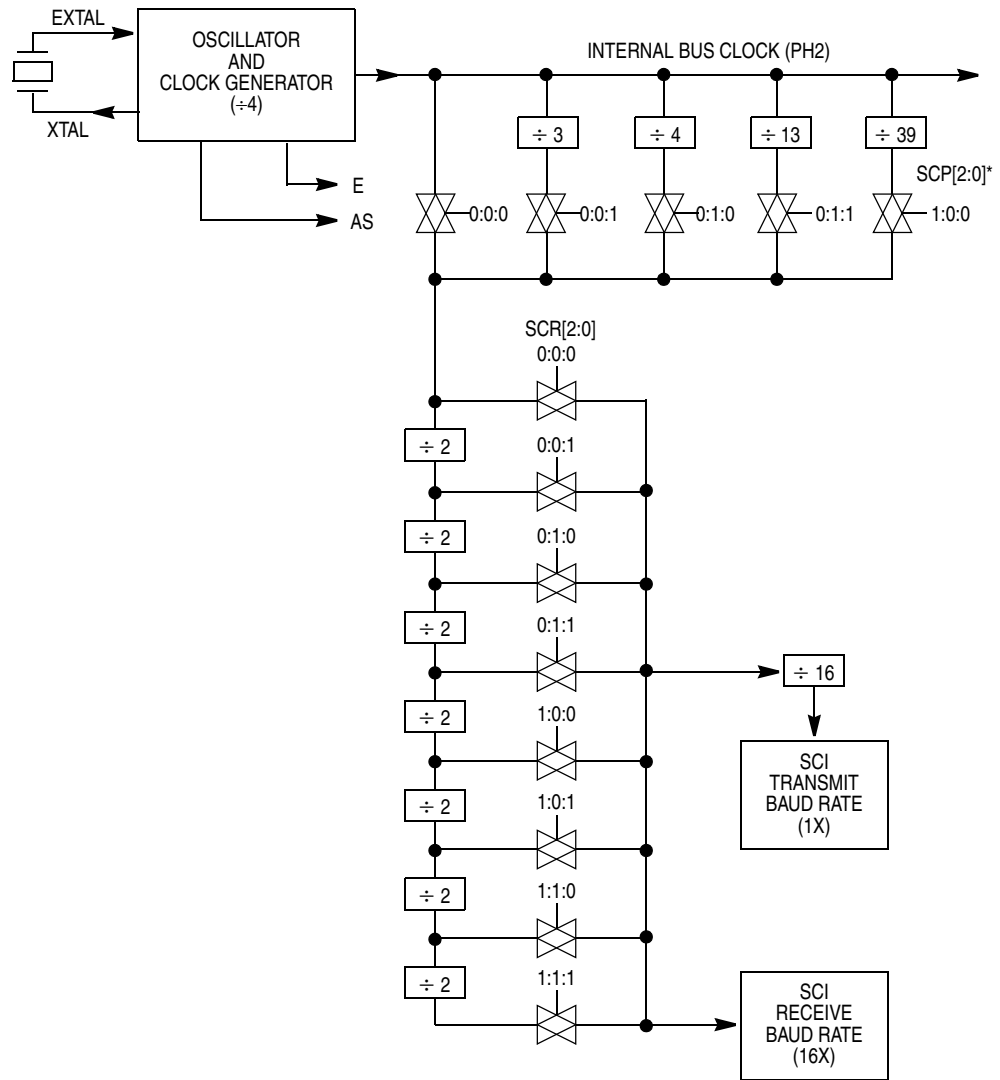 EXTAL
XTAL
OSCILLATOR
AND
CLOCK GENERATOR
(÷4)
E
AS
INTERNAL BUS CLOCK (PH2)
÷ 3
÷ 4
÷ 13
÷ 39
SCP[2:0]*
0:0:0
0:0:1
0:1:0
0:1:1
1:0:0
SCR[2:0]
0:0:0
÷ 2
0:0:1
÷ 2
0:1:0
÷ 2
0:1:1
÷ 2
1:0:0
÷ 2
1:0:1
÷ 2
1:1:0
÷ 2
1:1:1
÷ 16
SCI
TRANSMIT
BAUD RATE
(1X)
SCI
RECEIVE
BAUD RATE
(16X)